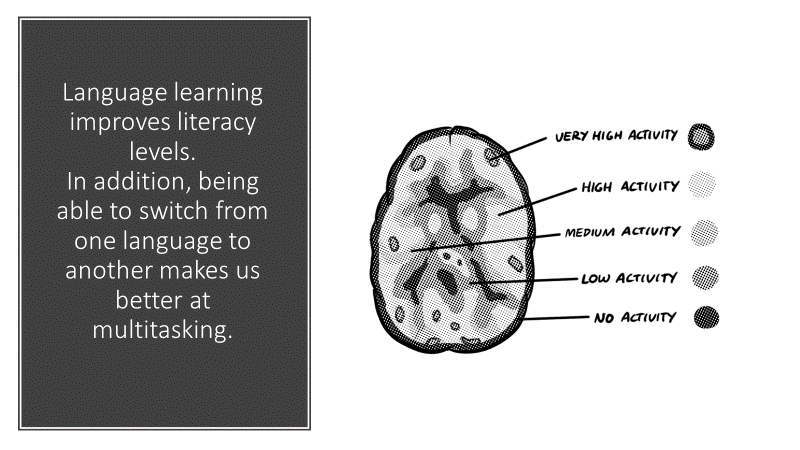 Language learning
improves literacy
levels.
In addition, being
able to switch from
one language to
another makes us
better at
multitasking.
VERY HIGH ACTIVITY
HIGH ACTIVITY
MEDIUM ACTIVITY
LOW ACTIVITY
NO ACTIVITY